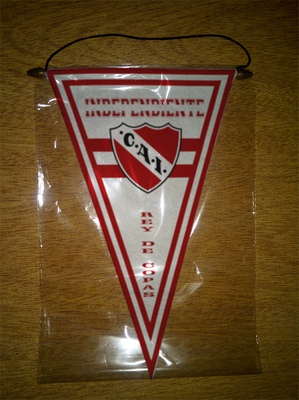 INDEPENDIENTE
·C.A.I.
REY DE COPAS